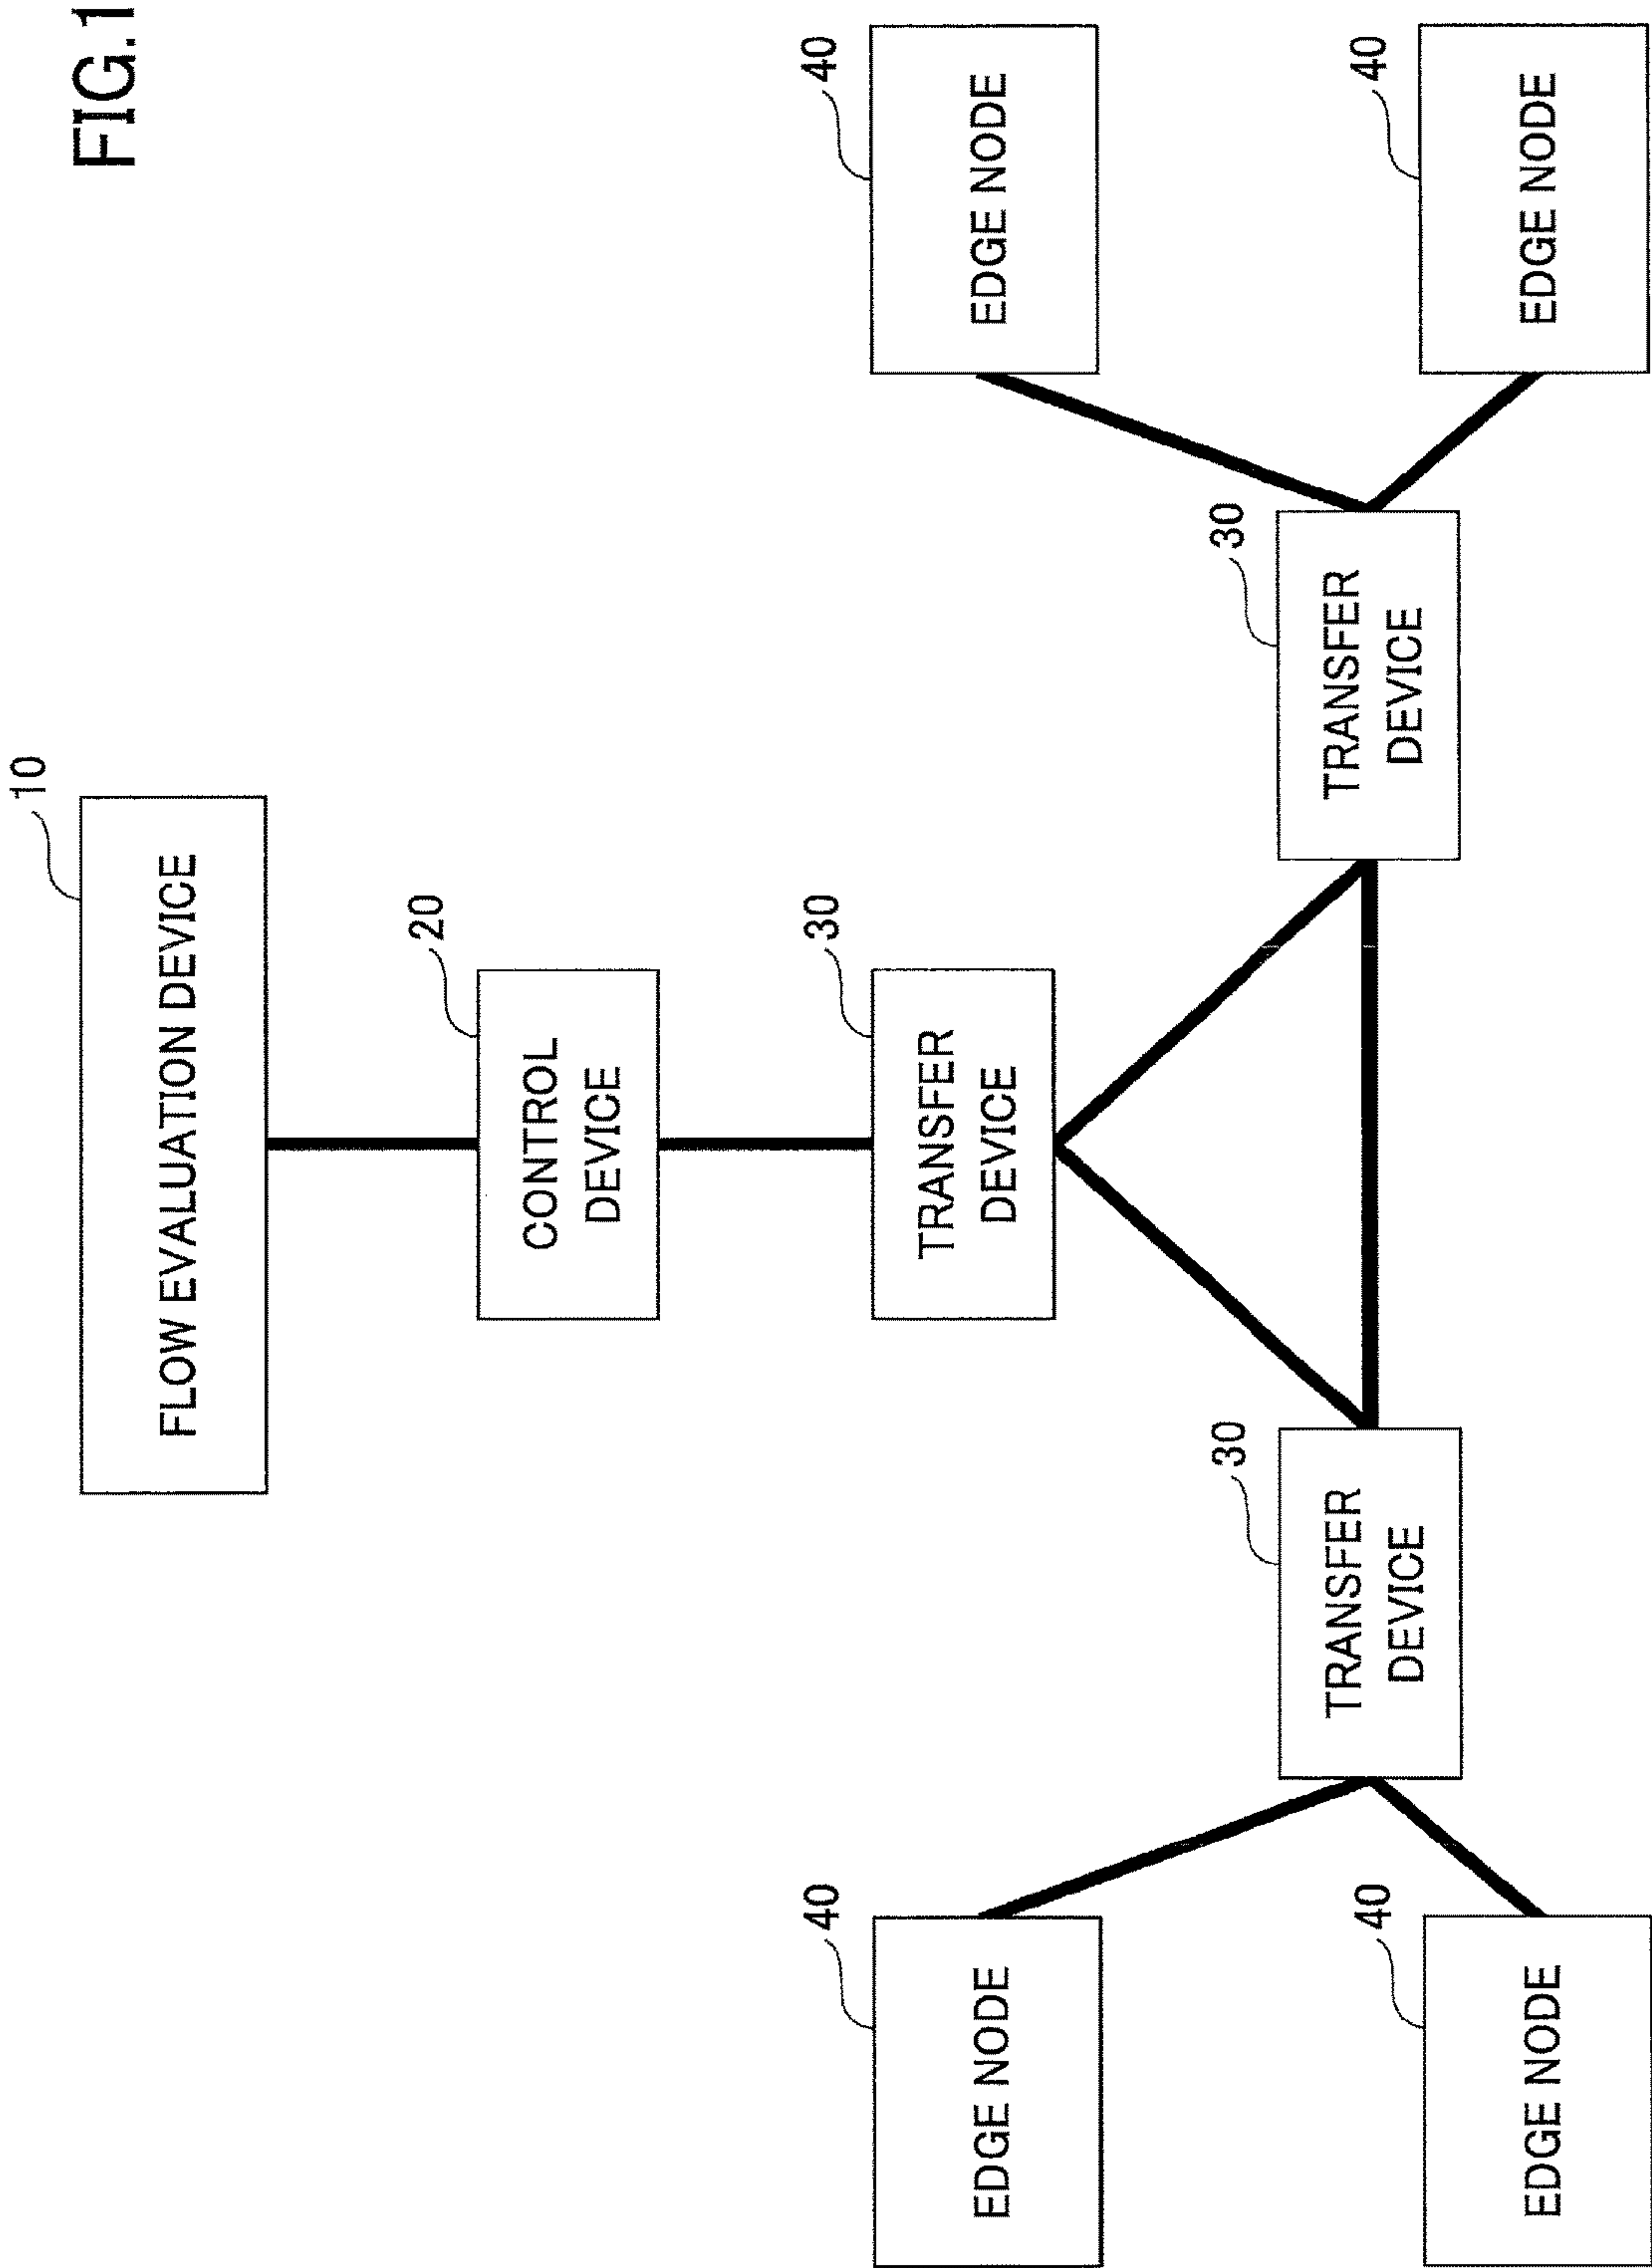 FIG.1
10
FLOW EVALUATION DEVICE
20
CONTROL
DEVICE
40
EDGE NODE
30
TRANSFER
DEVICE
40
EDGE NODE
30
TRANSFER
DEVICE
30
TRANSFER
DEVICE
40
EDGE NODE
40
EDGE NODE